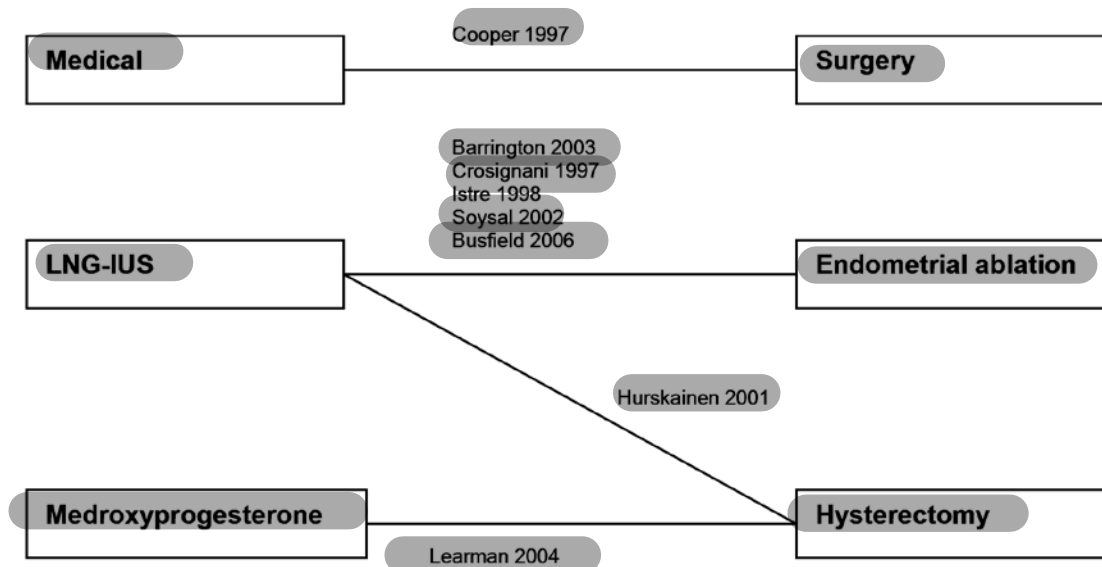 Cooper 1997
Medical
Surgery
Barrington 2003
Crosignani 1997
Istre 1998
Soysal 2002
Busfield 2006
LNG-IUS
Endometrial ablation
Hurskainen 2001
Medroxyprogesterone
Hysterectomy
Learman 2004